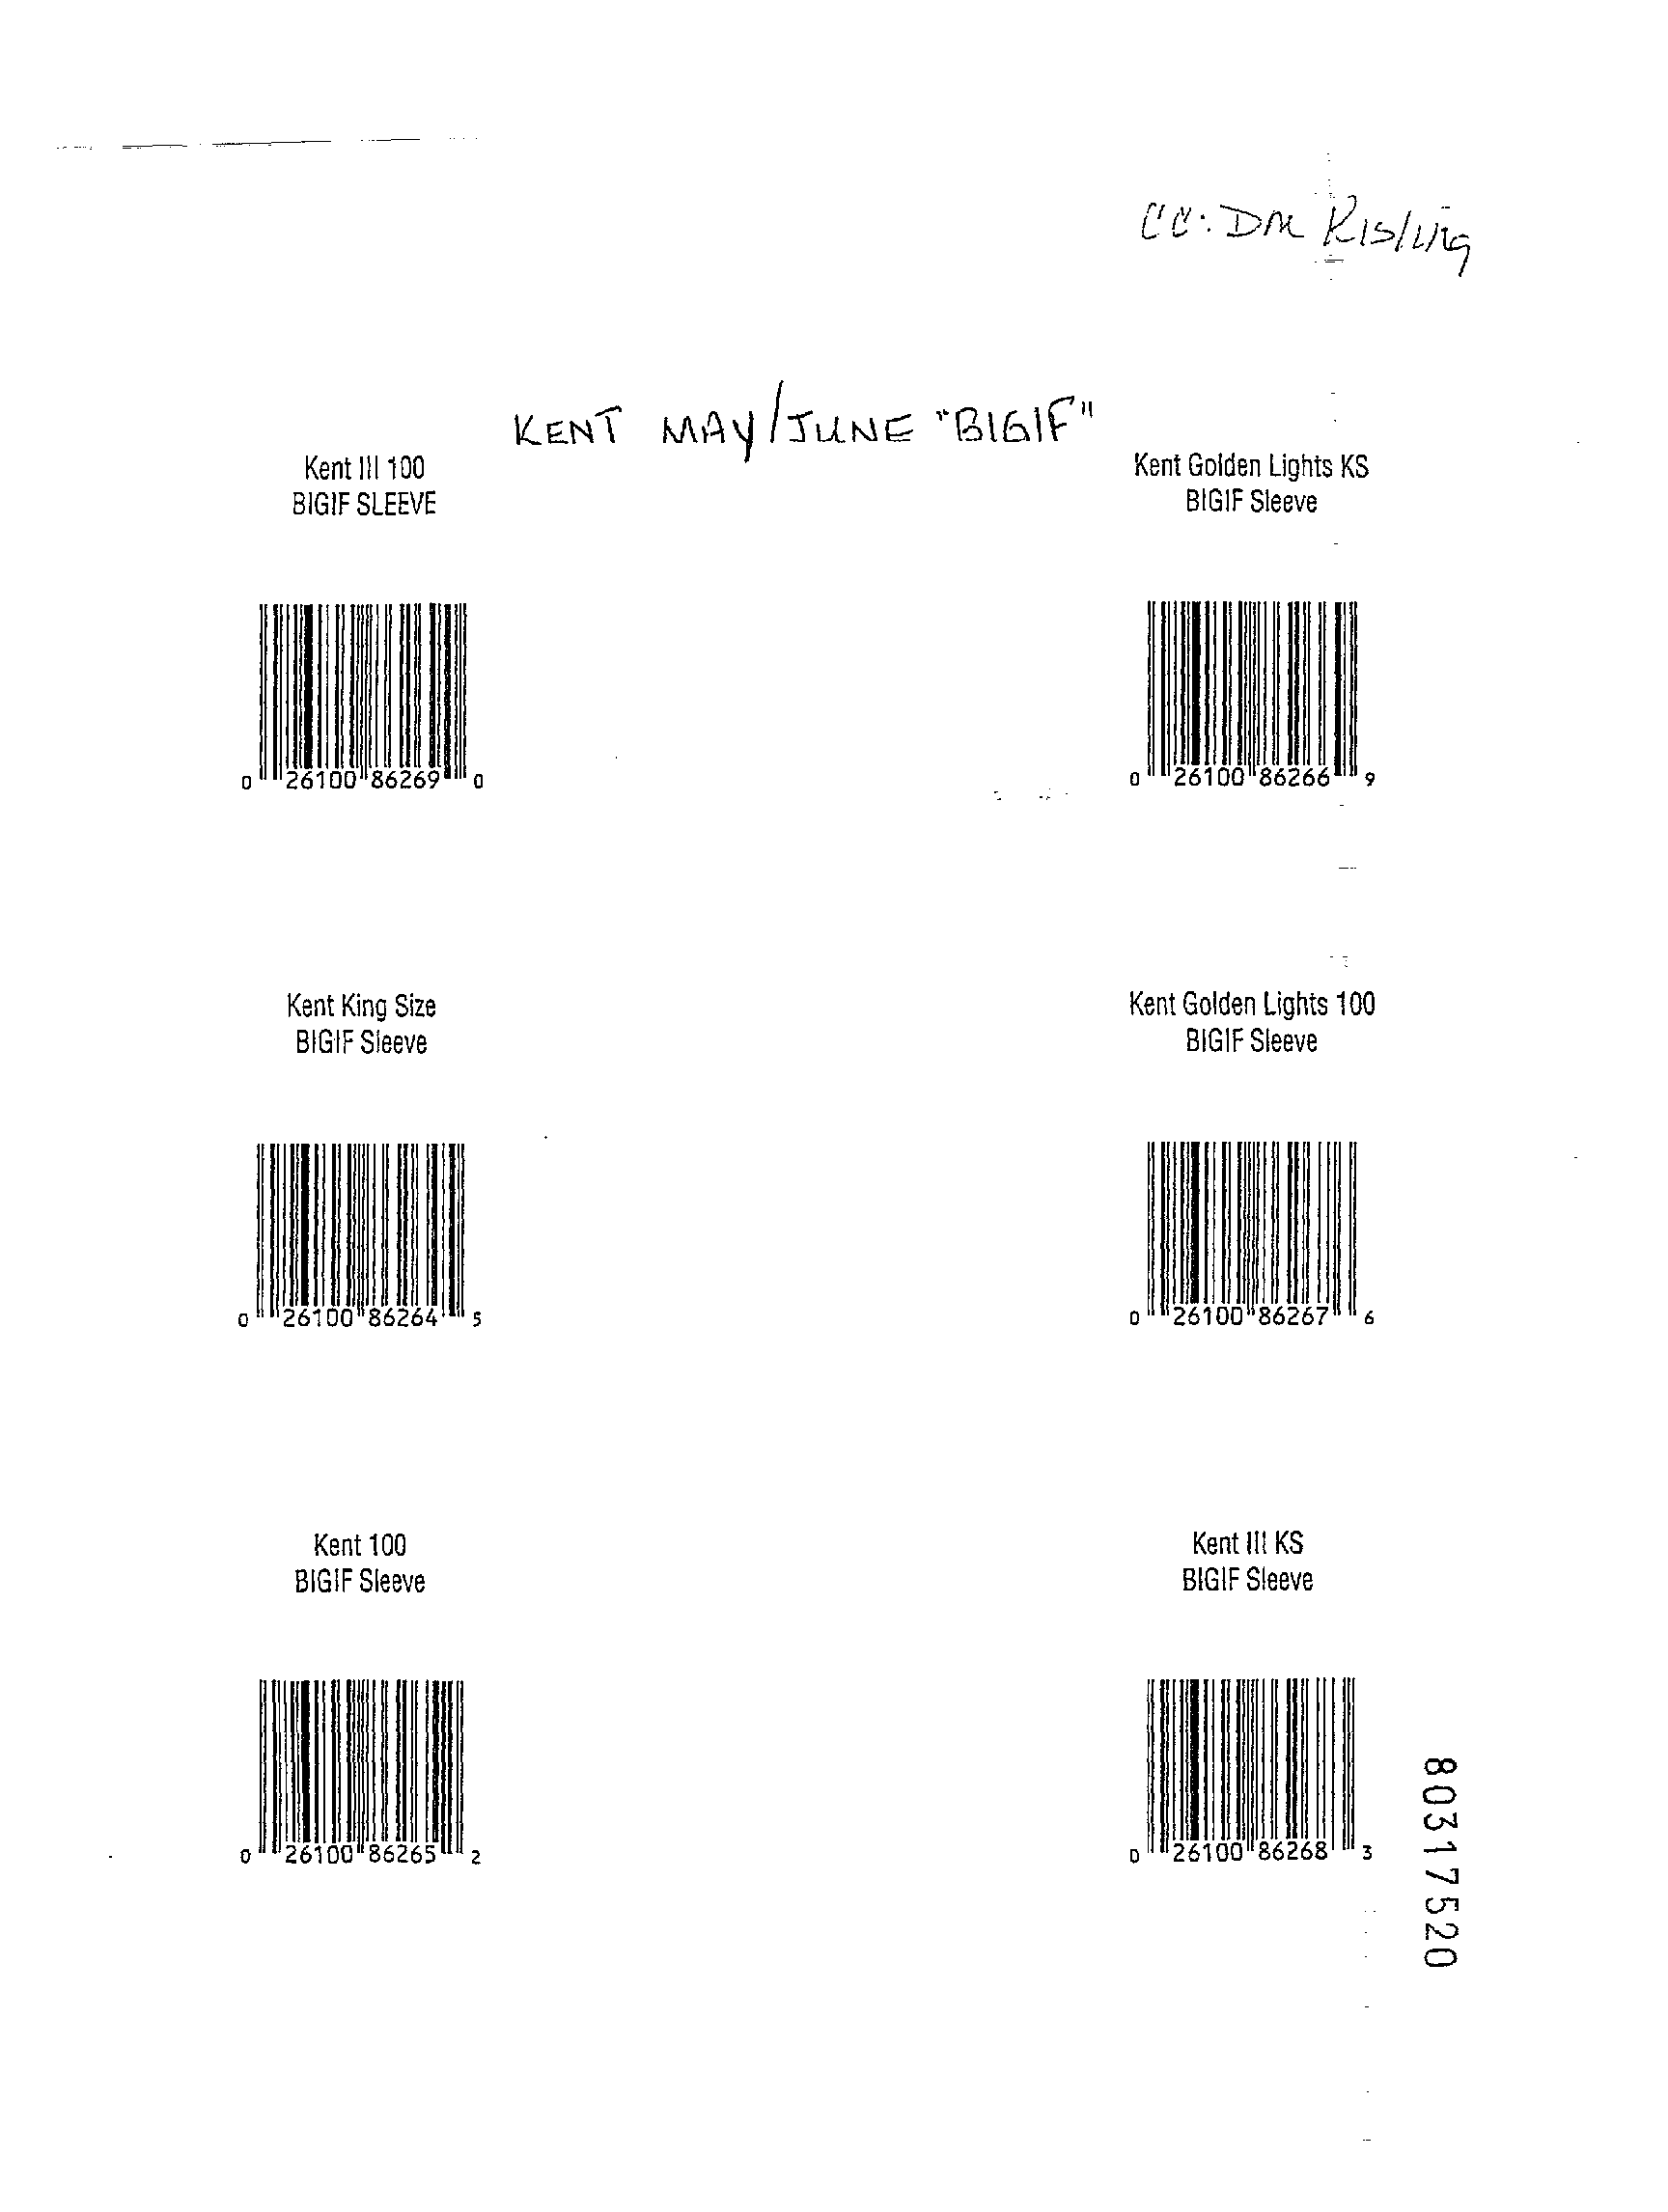 CC: DM Risling
KENT MAY/JUNE "BIGIF"
Kent III 100
BIGIF SLEEVE
0 26100 86269 0
Kent Golden Lights KS
BIGIF Sleeve
0 26100 86266 9
Kent King Size
BIGIF Sleeve
0 26100 86264 5
Kent Golden Lights 100
BIGIF Sleeve
0 26100 86267 6
Kent 100
BIGIF Sleeve
0 26100 86265 2
Kent III KS
BIGIF Sleeve
0 26100 86268 3
80317520